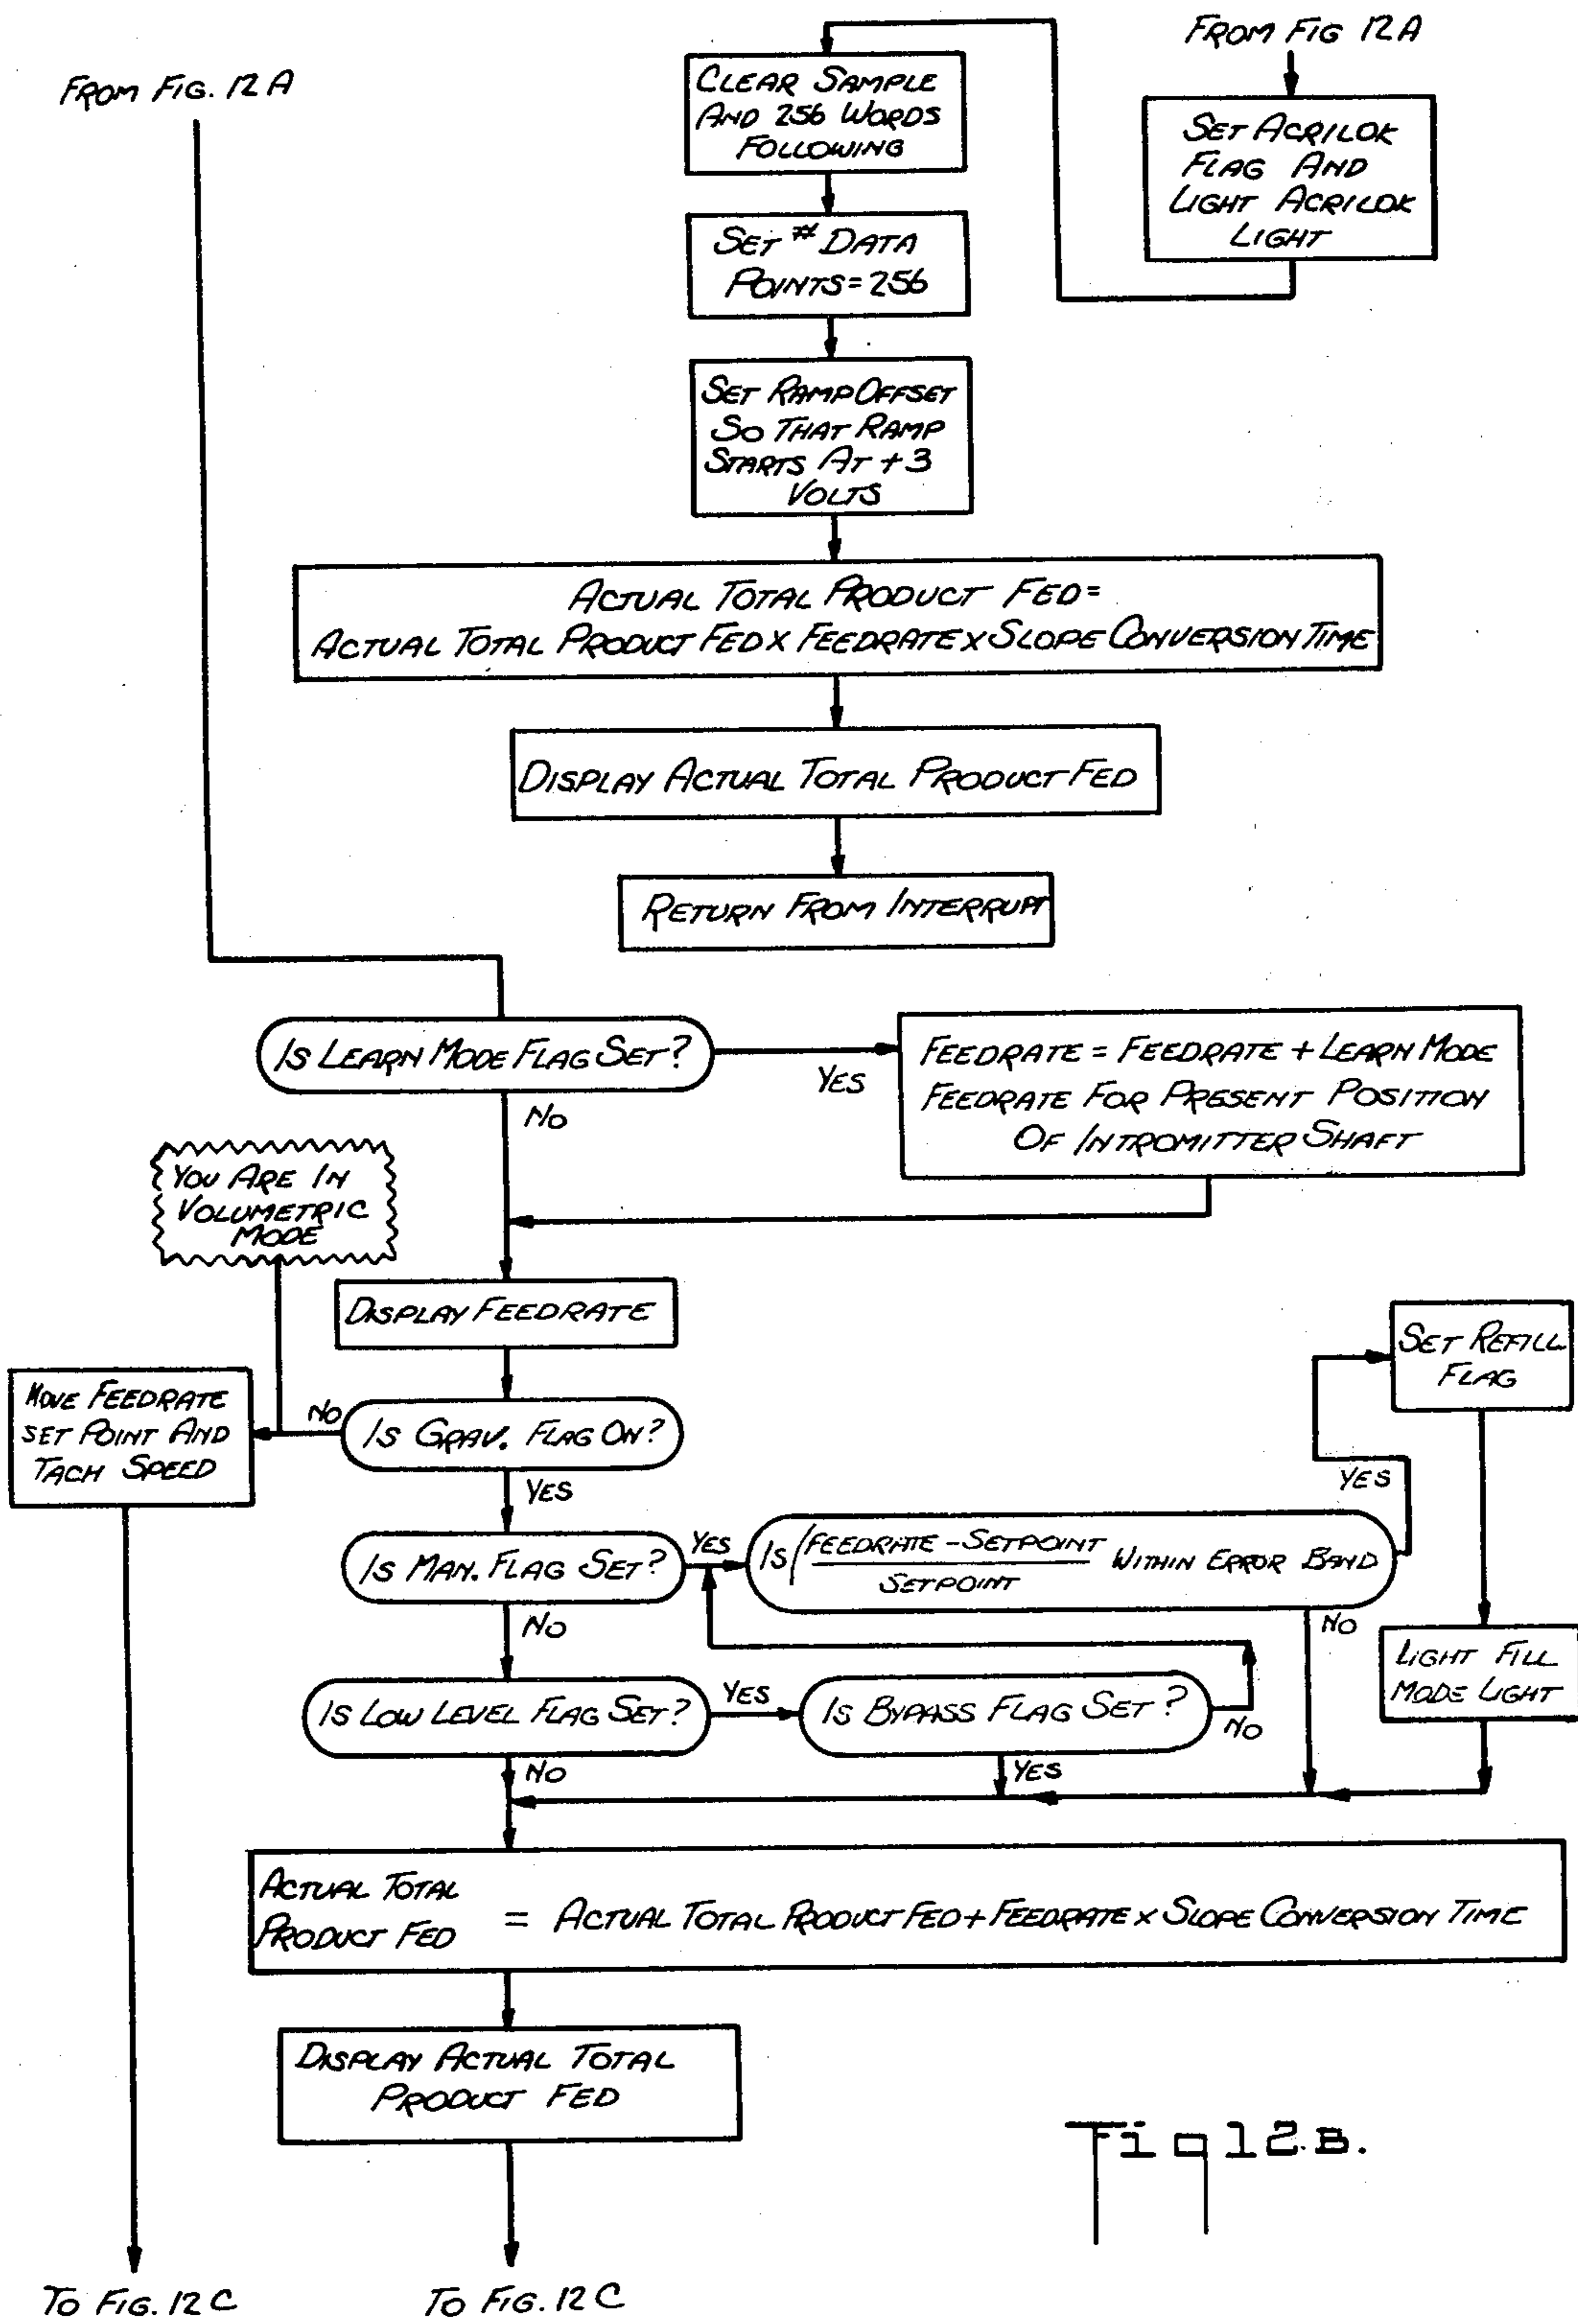 FROM FIG 12A
FROM FIG. 12A
CLEAR SAMPLE
AND 256 WORDS
FOLLOWING
SET ACRILOK
FLAG AND
LIGHT ACRILOK
LIGHT
SET # DATA
POINTS=256
SET RAMP OFFSET
SO THAT RAMP
STARTS AT +3
VOLTS
ACTUAL TOTAL PRODUCT FED=
ACTUAL TOTAL PRODUCT FED x FEEDRATE x SLOPE CONVERSION TIME
DISPLAY ACTUAL TOTAL PRODUCT FED
RETURN FROM INTERRUPT
IS LEARN MODE FLAG SET?
YES
NO
FEEDRATE = FEEDRATE + LEARN MODE
FEEDRATE FOR PRESENT POSITION
OF INTROMITTER SHAFT
YOU ARE IN
VOLUMETRIC
MODE
DISPLAY FEEDRATE
SET REFILL
FLAG
MOVE FEEDRATE
SET POINT AND
TACH SPEED
NO
IS GRAV. FLAG ON?
YES
YES
IS MAN. FLAG SET?
YES
IS (FEEDRATE - SETPOINT
SETPOINT
WITHIN ERROR BAND
NO
NO
LIGHT FILL
MODE LIGHT
IS LOW LEVEL FLAG SET?
YES
IS BYPASS FLAG SET?
NO
NO
YES
ACTUAL TOTAL
PRODUCT FED
= ACTUAL TOTAL PRODUCT FED + FEEDRATE x SLOPE CONVERSION TIME
DISPLAY ACTUAL TOTAL
PRODUCT FED
Fig 12.B.
TO FIG. 12C
TO FIG. 12C